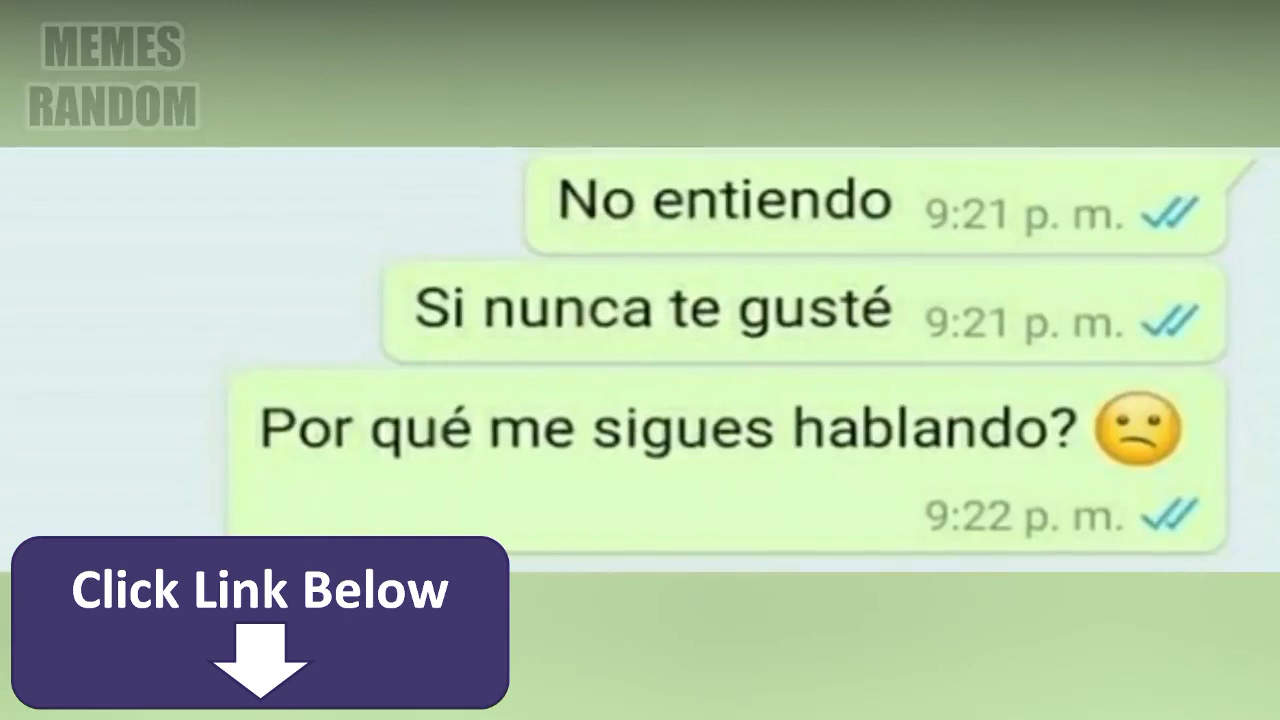 MEMES
RANDOM
No entiendo 9:21 p. m.
Si nunca te gusté 9:21 p. m.
Por qué me sigues hablando? 😕
9:22 p. m.
Click Link Below